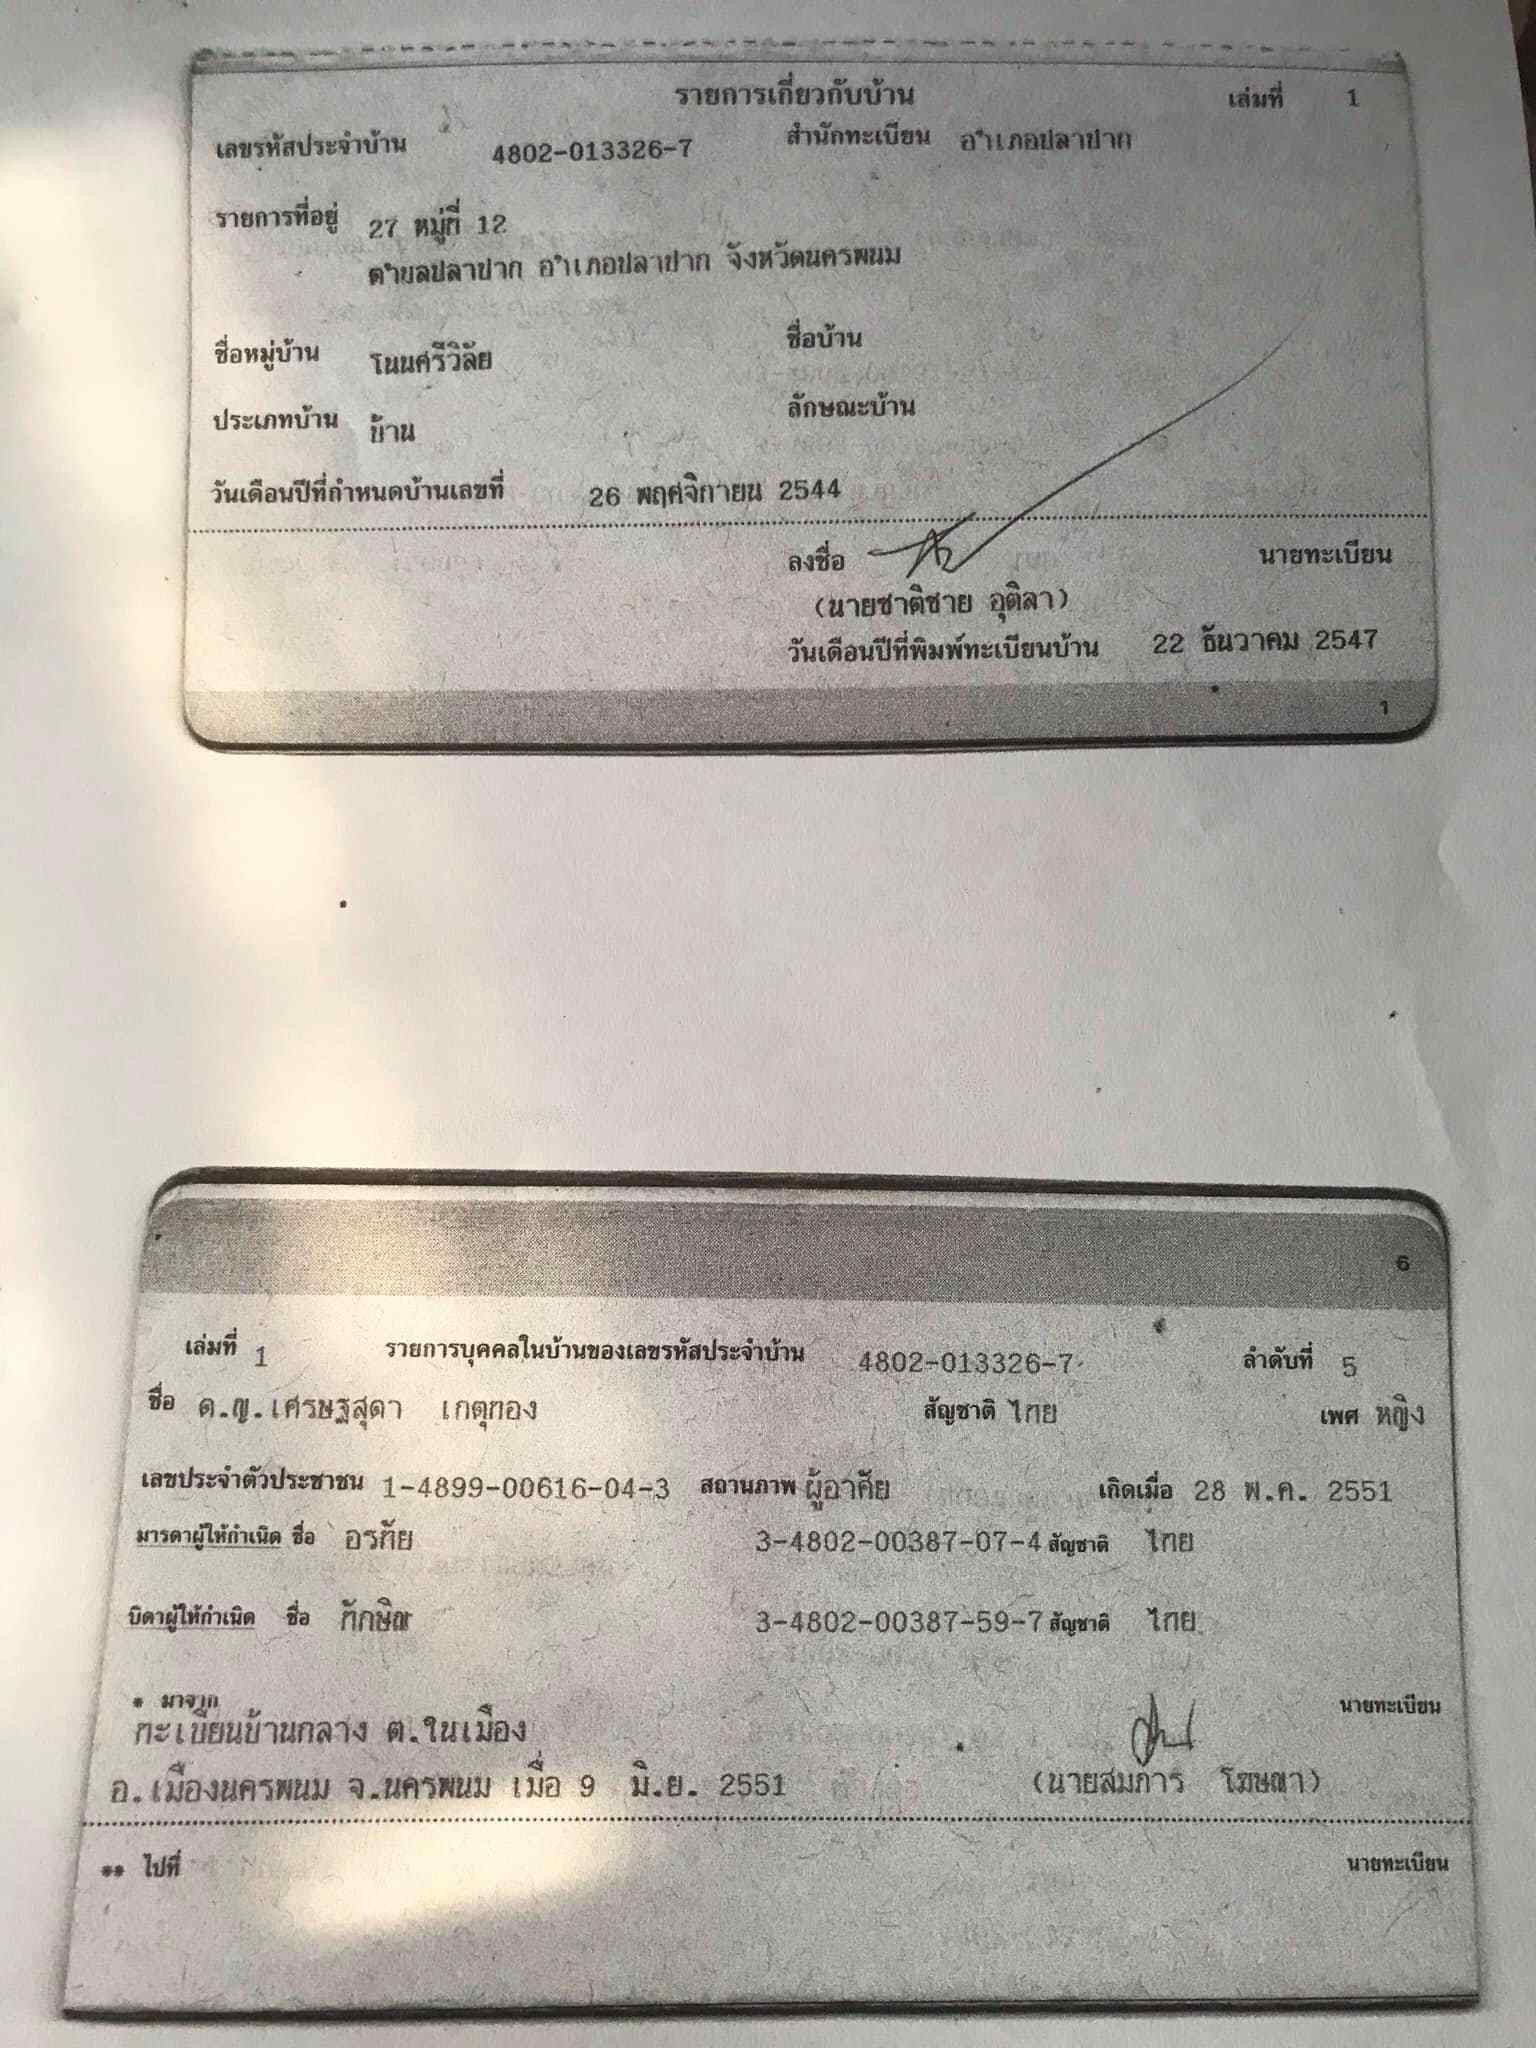 รายการเกี่ยวกับบ้าน เล่มที่ 1
เลขรหัสประจำบ้าน 4802-013326-7 สำนักทะเบียน อำเภอปลาปาก
รายการที่อยู่ 27 หมู่ที่ 12
ตำบลปลาปาก อำเภอปลาปาก จังหวัดนครพนม
ชื่อหมู่บ้าน โนนศรีวิลัย ชื่อบ้าน
ประเภทบ้าน บ้าน ลักษณะบ้าน
วันเดือนปีที่กำหนดบ้านเลขที่ 26 พฤศจิกายน 2544
ลงชื่อ นายทะเบียน
(นายชาติชาย อุติลา)
วันเดือนปีที่พิมพ์ทะเบียนบ้าน 22 ธันวาคม 2547
1
6
เล่มที่ 1 รายการบุคคลในบ้านของเลขรหัสประจำบ้าน 4802-013326-7 ลำดับที่ 5
ชื่อ ด.ญ.เศรษฐสุดา เกตุทอง สัญชาติ ไทย เพศ หญิง
เลขประจำตัวประชาชน 1-4899-00616-04-3 สถานภาพ ผู้อาศัย เกิดเมื่อ 28 พ.ค. 2551
มารดาผู้ให้กำเนิด ชื่อ อรทัย 3-4802-00387-07-4 สัญชาติ ไทย
บิดาผู้ให้กำเนิด ชื่อ ทักษิณ 3-4802-00387-59-7 สัญชาติ ไทย
* มาจาก นายทะเบียน
ทะเบียนบ้านกลาง ต.ในเมือง
อ.เมืองนครพนม จ.นครพนม เมื่อ 9 มิ.ย. 2551 (นายสมภาร โฆษณา)
** ไปที่ นายทะเบียน